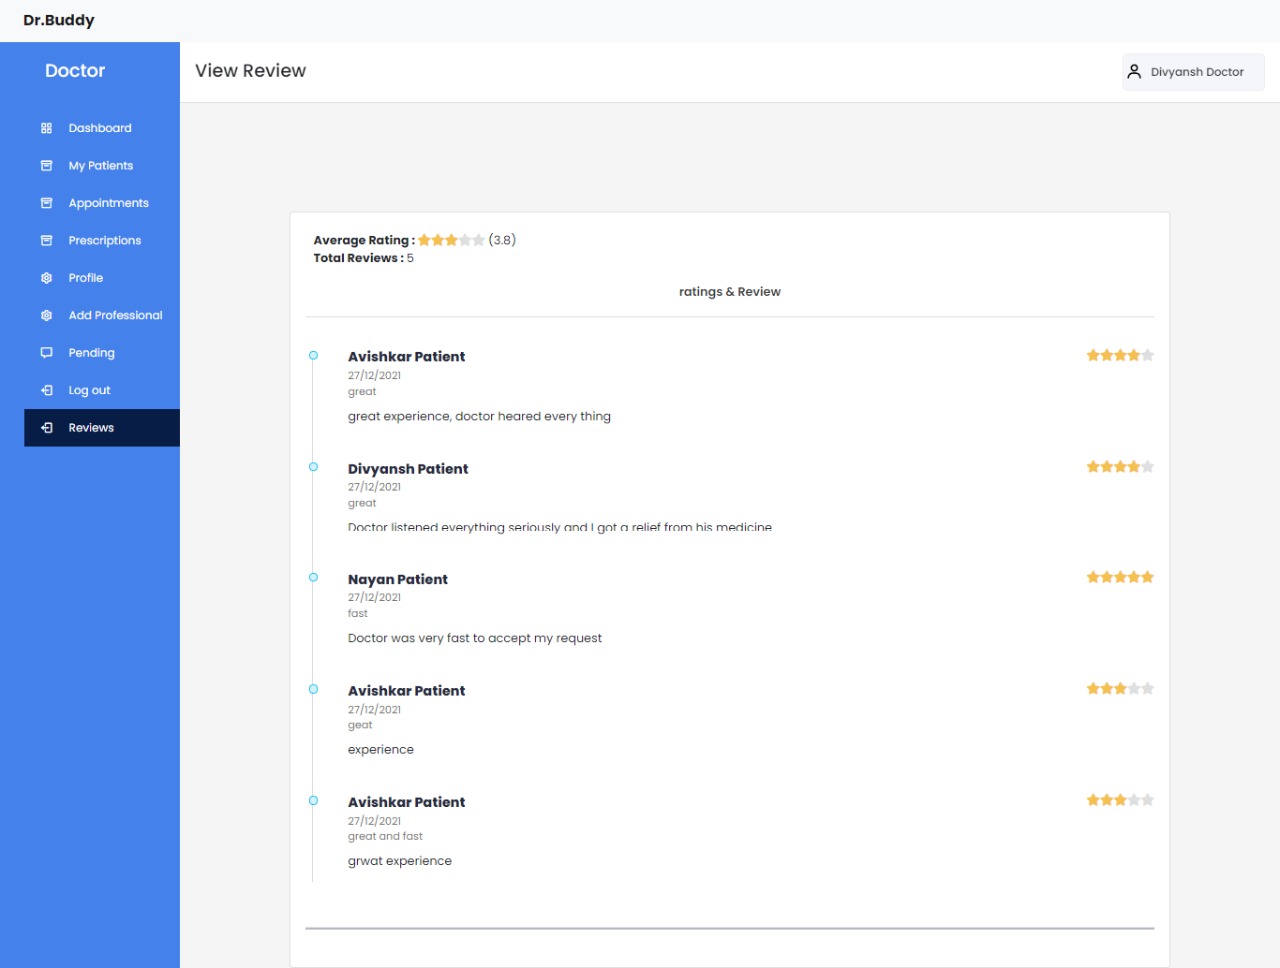 Dr.Buddy
Doctor
View Review
Divyansh Doctor
Dashboard
My Patients
Appointments
Prescriptions
Profile
Add Professional
Pending
Log out
Reviews
Average Rating : (3.8)
Total Reviews : 5
ratings & Review
Avishkar Patient
27/12/2021
great
great experience, doctor heared every thing
Divyansh Patient
27/12/2021
great
Doctor listened everything seriously and I got a relief from his medicine
Nayan Patient
27/12/2021
fast
Doctor was very fast to accept my request
Avishkar Patient
27/12/2021
geat
experience
Avishkar Patient
27/12/2021
great and fast
grwat experience